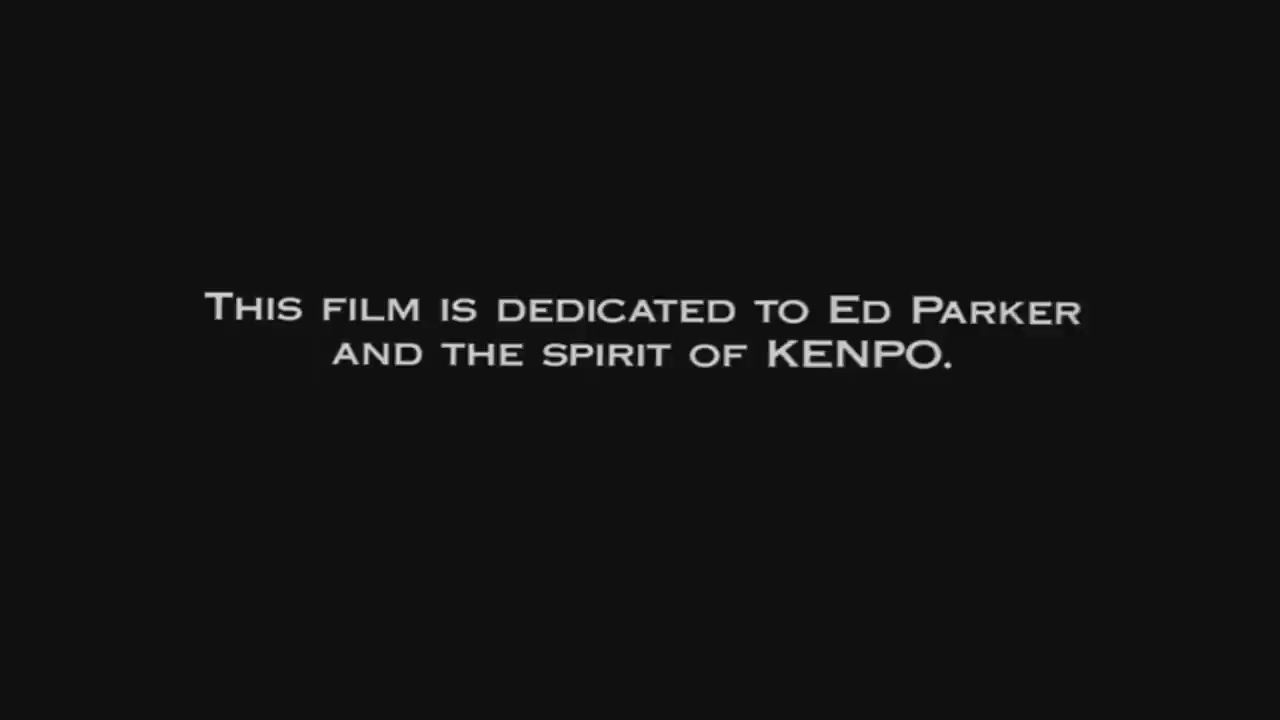 This film is dedicated to Ed Parker
and the spirit of KENPO.